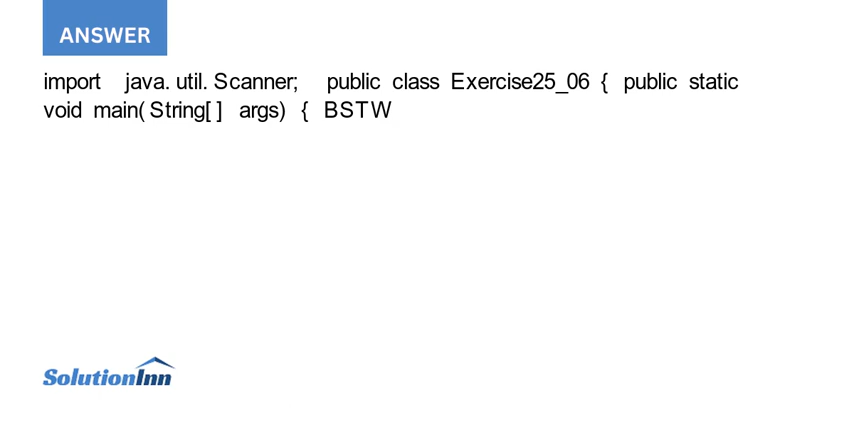 ANSWER
import java. util. Scanner; public class Exercise25_06 { public static
void main( String[ ] args) { BSTW
SolutionInn